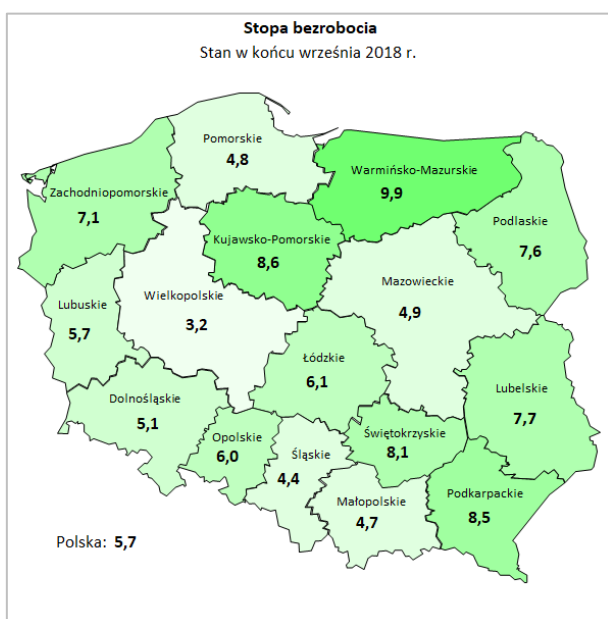 Stopa bezrobocia
Stan w końcu września 2018 r.
Pomorskie
4,8
Warmińsko-Mazurskie
9,9
Zachodniopomorskie
7,1
Podlaskie
7,6
Kujawsko-Pomorskie
8,6
Mazowieckie
4,9
Wielkopolskie
3,2
Lubuskie
5,7
Łódzkie
6,1
Lubelskie
7,7
Dolnośląskie
5,1
Opolskie
6,0
Śląskie
4,4
Świętokrzyskie
8,1
Małopolskie
4,7
Podkarpackie
8,5
Polska: 5,7